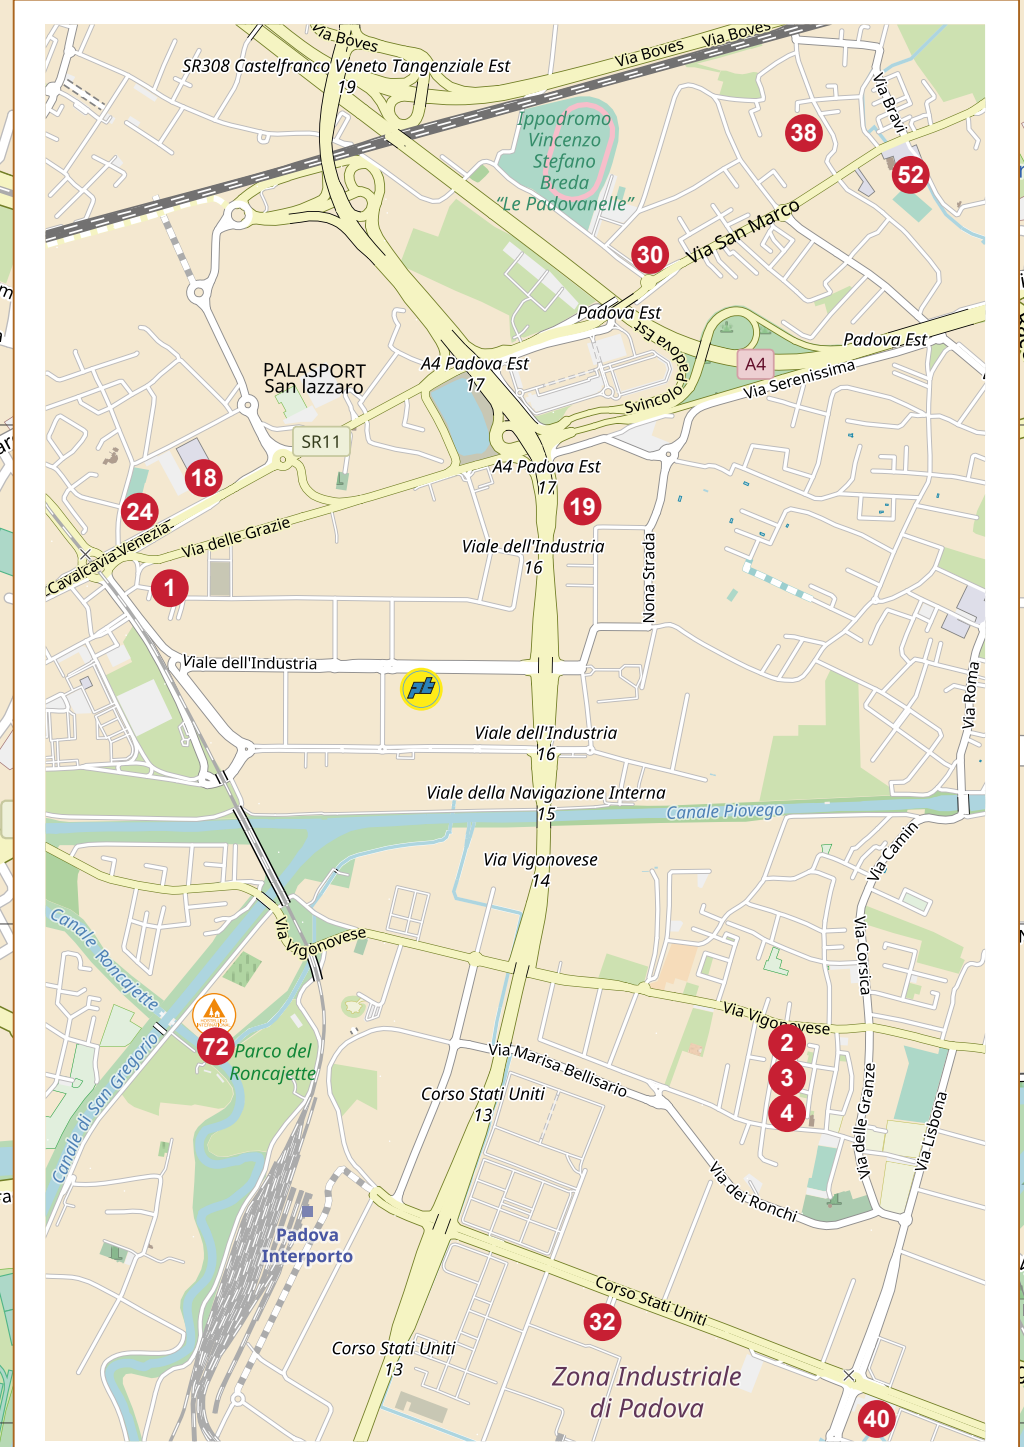 Via Boves
Via Boves
Via Boves
SR308 Castelfranco Veneto Tangenziale Est
19
Via Bravi
Ippodromo
Vincenzo
Stefano
Breda
“Le Padovanelle”
38
52
Via San Marco
30
Padova Est
Padova Est
Padova Est
A4
Svincolo
Via Serenissima
A4 Padova Est
17
PALASPORT
San lazzaro
SR11
A4 Padova Est
17
18
19
24
Cavalcavia Venezia
Via delle Grazie
Viale dell'Industria
16
Nona Strada
1
Viale dell'Industria
pt
Via Roma
Viale dell'Industria
16
Viale della Navigazione Interna
15
Canale Piovego
Via Vigonovese
14
Via Camin
Canale Roncajette
Via Vigonovese
Via Corsica
Via Vigonovese
2
72
Parco del
Roncajette
Via Marisa Bellisario
3
Corso Stati Uniti
13
4
Canale di San Gregorio
Via delle Granze
Via Lisbona
Via dei Ronchi
Padova
Interporto
Corso Stati Uniti
32
Corso Stati Uniti
13
Zona Industriale
di Padova
40